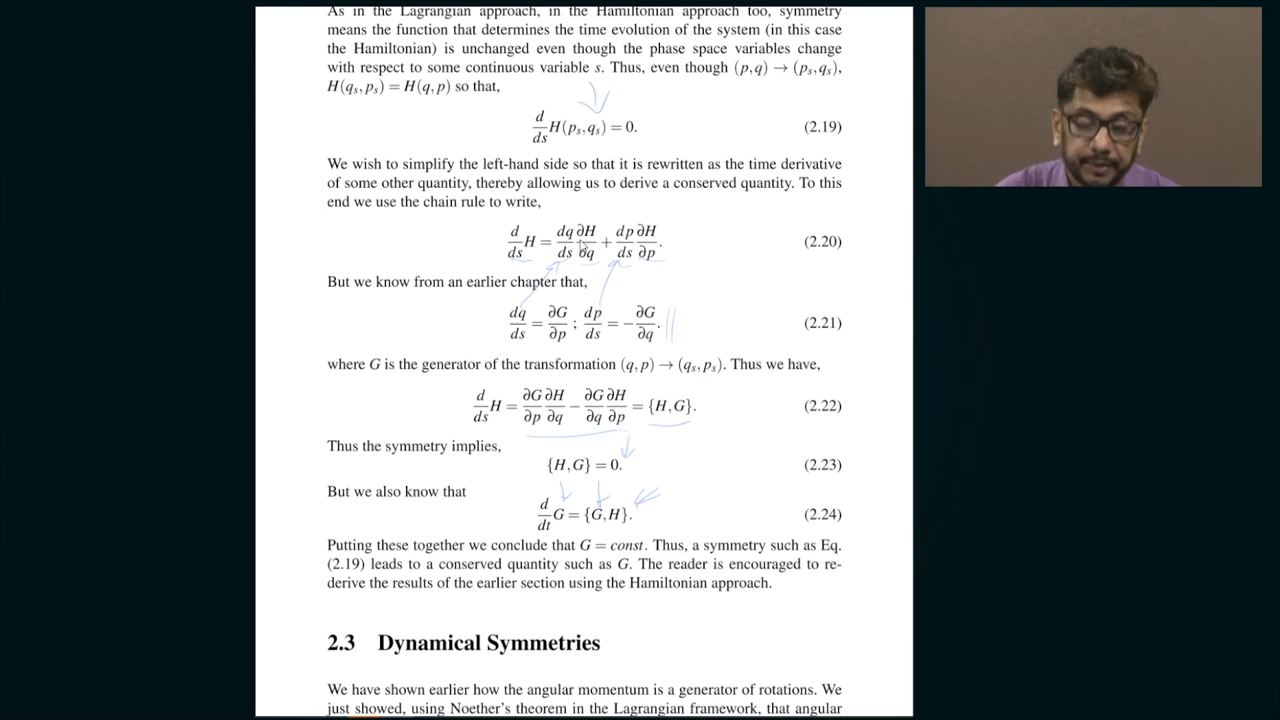 As in the Lagrangian approach, in the Hamiltonian approach too, symmetry
means the function that determines the time evolution of the system (in this case
the Hamiltonian) is unchanged even though the phase space variables change
with respect to some continuous variable s. Thus, even though (p,q) → (pₛ,qₛ),
H(qₛ,pₛ) = H(q,p) so that,
d/ds H(pₛ,qₛ) = 0. (2.19)
We wish to simplify the left-hand side so that it is rewritten as the time derivative
of some other quantity, thereby allowing us to derive a conserved quantity. To this
end we use the chain rule to write,
d/ds H = dq/ds ∂H/∂q + dp/ds ∂H/∂p. (2.20)
But we know from an earlier chapter that,
dq/ds = ∂G/∂p ; dp/ds = −∂G/∂q. (2.21)
where G is the generator of the transformation (q,p) → (qₛ,pₛ). Thus we have,
d/ds H = ∂G/∂p ∂H/∂q − ∂G/∂q ∂H/∂p = {H,G}. (2.22)
Thus the symmetry implies,
{H,G} = 0. (2.23)
But we also know that
d/dt G = {G,H}. (2.24)
Putting these together we conclude that G = const. Thus, a symmetry such as Eq.
(2.19) leads to a conserved quantity such as G. The reader is encouraged to re-
derive the results of the earlier section using the Hamiltonian approach.
2.3 Dynamical Symmetries
We have shown earlier how the angular momentum is a generator of rotations. We
just showed, using Noether's theorem in the Lagrangian framework, that angular